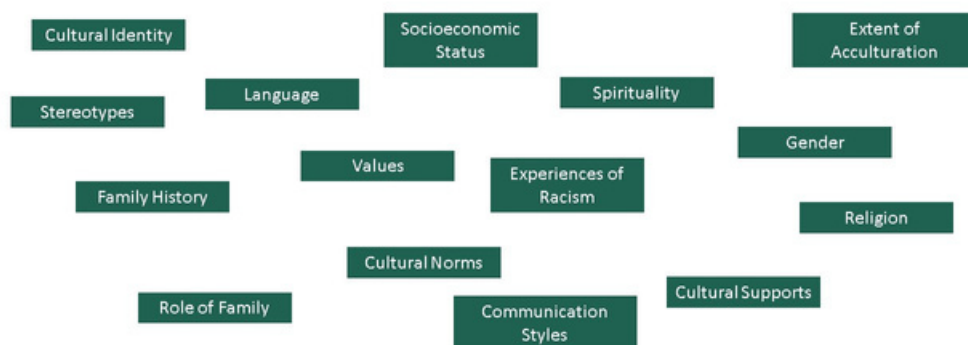 Cultural Identity
Socioeconomic
Status
Extent of
Acculturation
Language
Spirituality
Stereotypes
Gender
Values
Experiences of
Racism
Family History
Religion
Cultural Norms
Cultural Supports
Role of Family
Communication
Styles